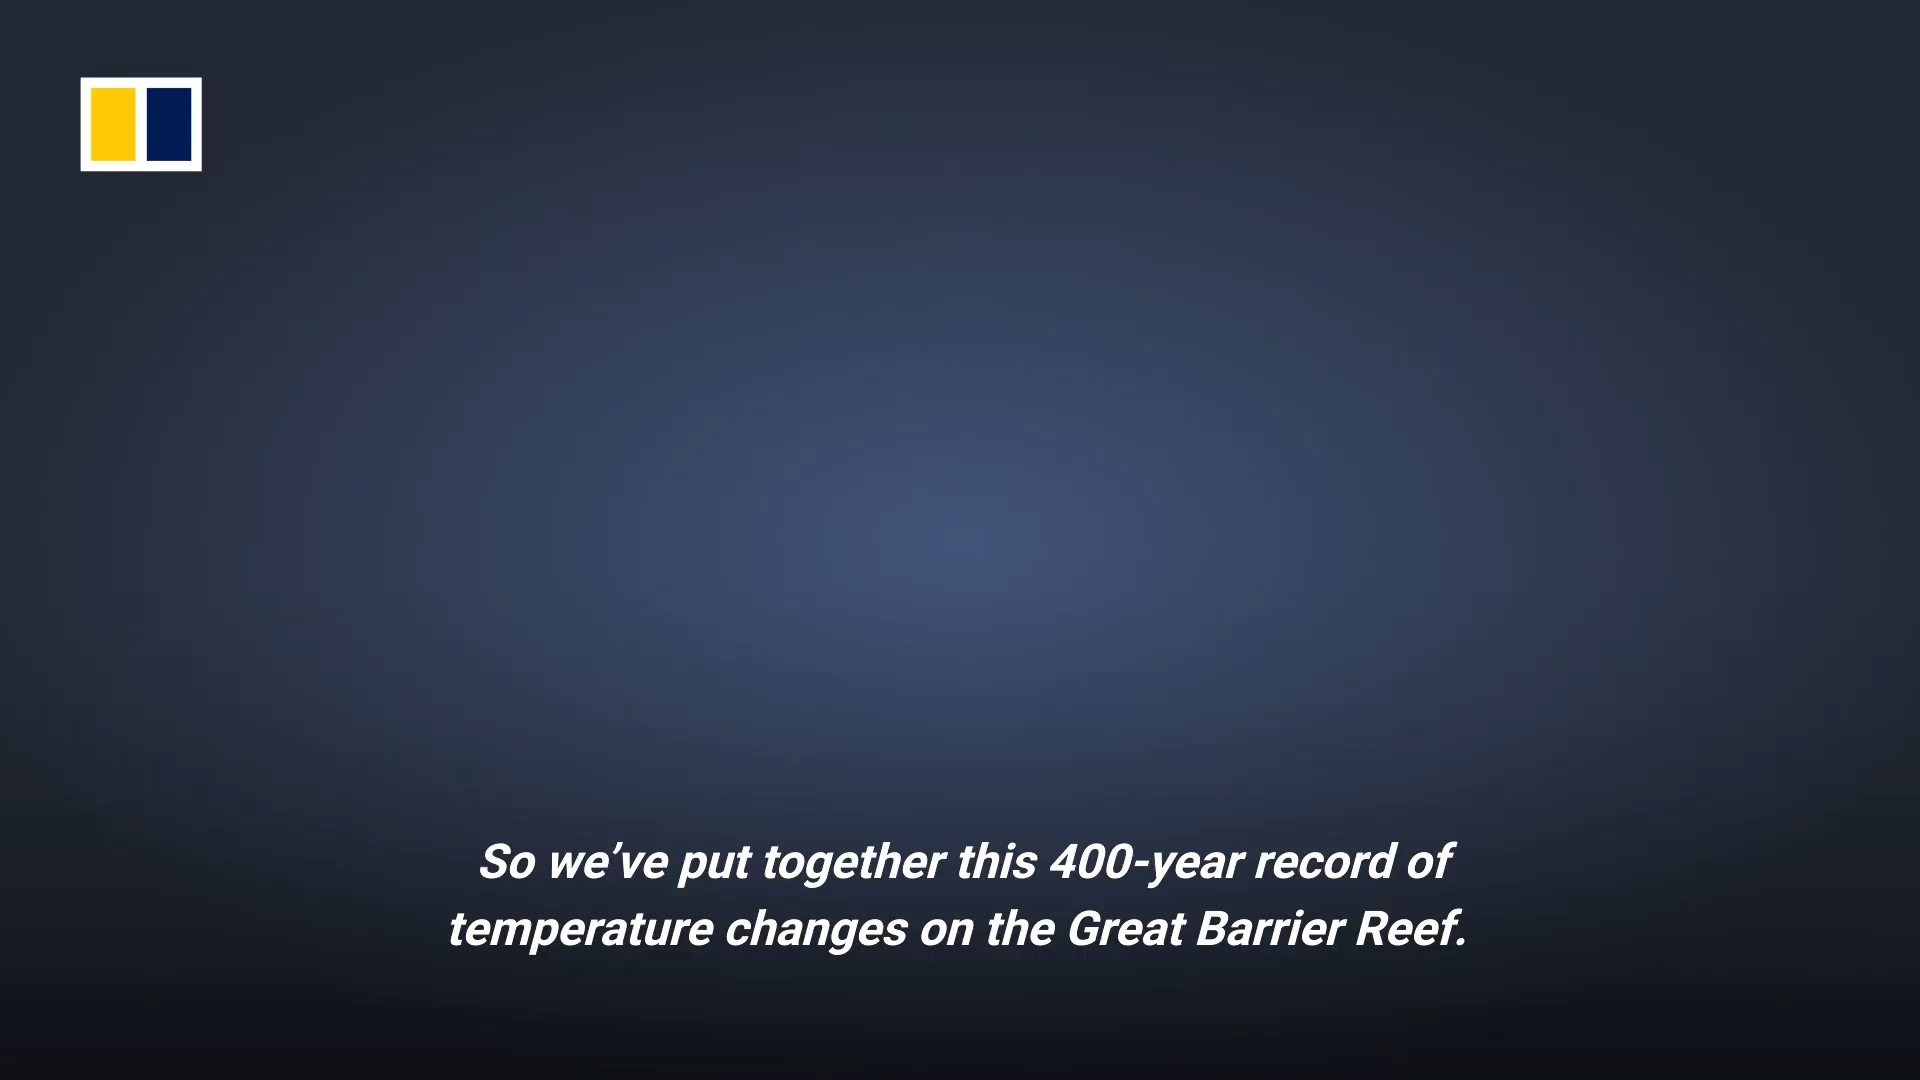 So we’ve put together this 400-year record of
temperature changes on the Great Barrier Reef.